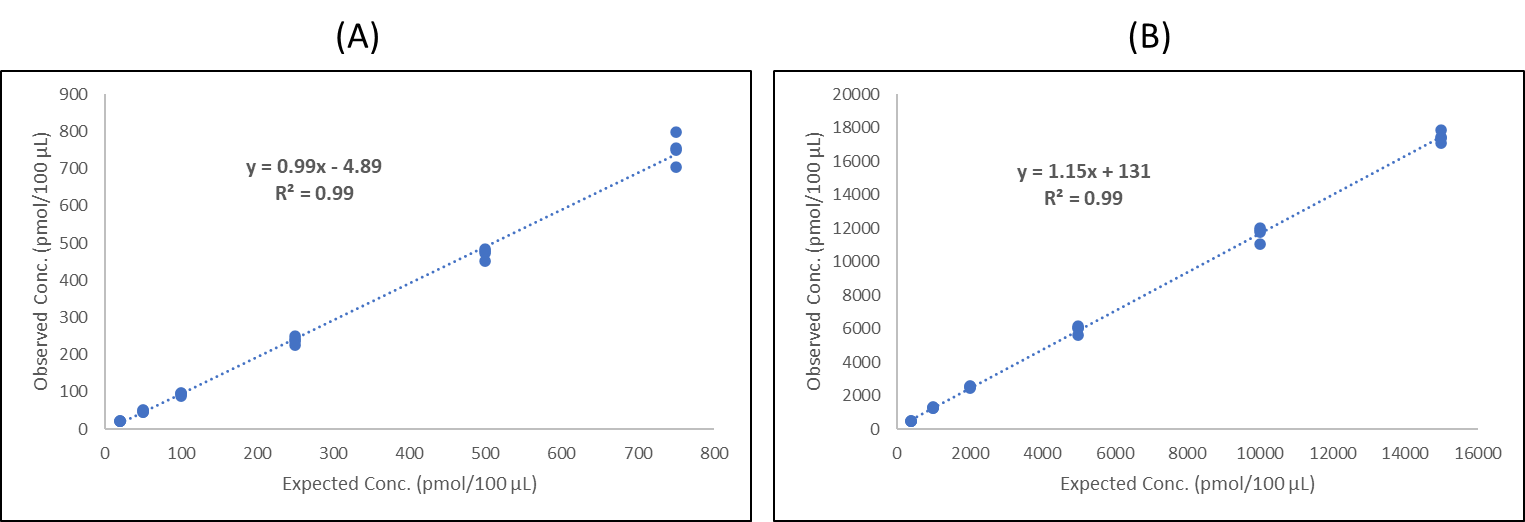 (A)
900
800
700
600
500
400
300
200
100
0
Observed Conc. (pmol/100 µL)
y = 0.99x - 4.89
R² = 0.99
0 100 200 300 400 500 600 700 800
Expected Conc. (pmol/100 µL)
(B)
20000
18000
16000
14000
12000
10000
8000
6000
4000
2000
0
Observed Conc. (pmol/100 µL)
y = 1.15x + 131
R² = 0.99
0 2000 4000 6000 8000 10000 12000 14000 16000
Expected Conc. (pmol/100 µL)